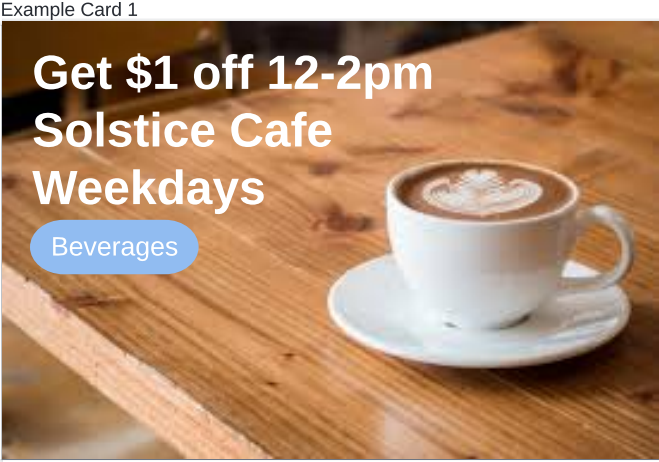 Example Card 1
Get $1 off 12-2pm
Solstice Cafe
Weekdays
Beverages